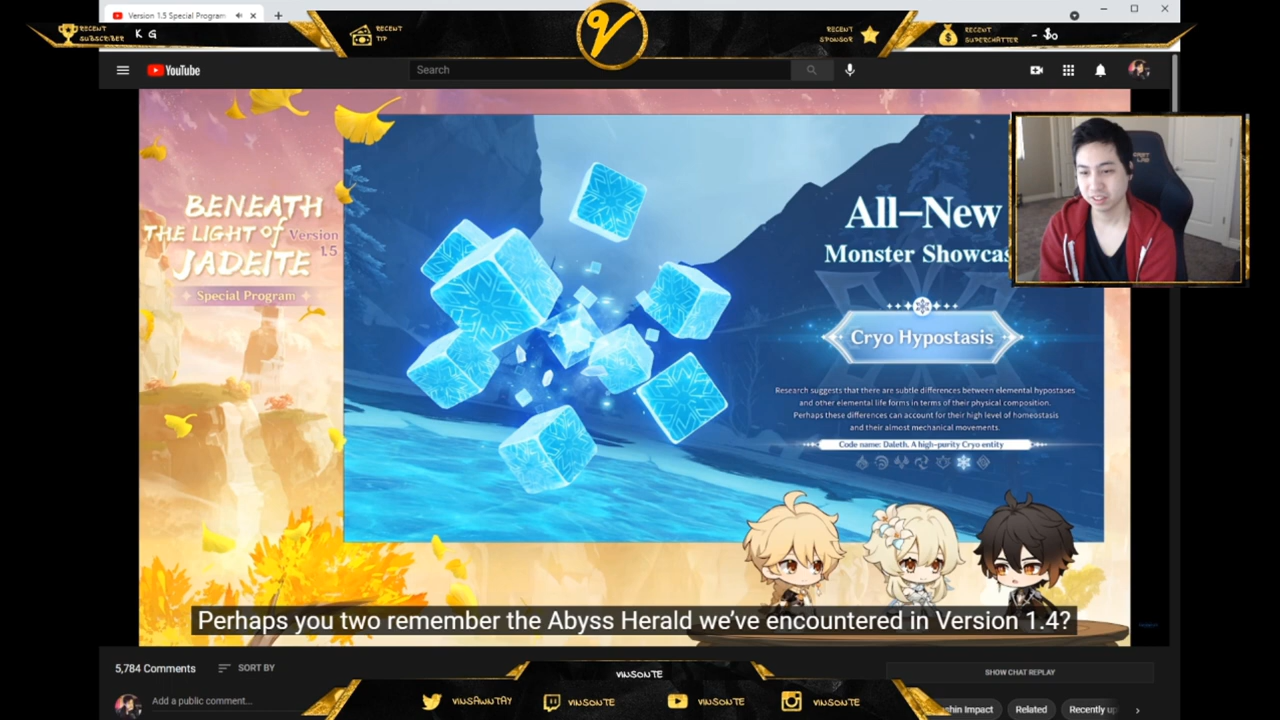 Version 1.5 Special Program
RECENT
SUBSCRIBER
K G
RECENT
TIP
V
RECENT
SPONSOR
RECENT
SUPERCHATTER
YouTube
Search
BENEATH
THE LIGHT of
JADEITE
Version
1.5
Special Program
All-New
Monster Showcas
Cryo Hypostasis
Research suggests that there are subtle differences between elemental hypostases
and other elemental life forms in terms of their physical composition.
Perhaps these differences can account for their high level of homeostasis
and their almost mechanical movements.
Code name: Daleth. A high-purity Cryo entity
Perhaps you two remember the Abyss Herald we've encountered in Version 1.4?
5,784 Comments
SORT BY
VINSONTE
SHOW CHAT REPLAY
Add a public comment...
VINSAWNTAY
VINSONTE
VINSONTE
VINSONTE
nshin Impact
Related
Recently up